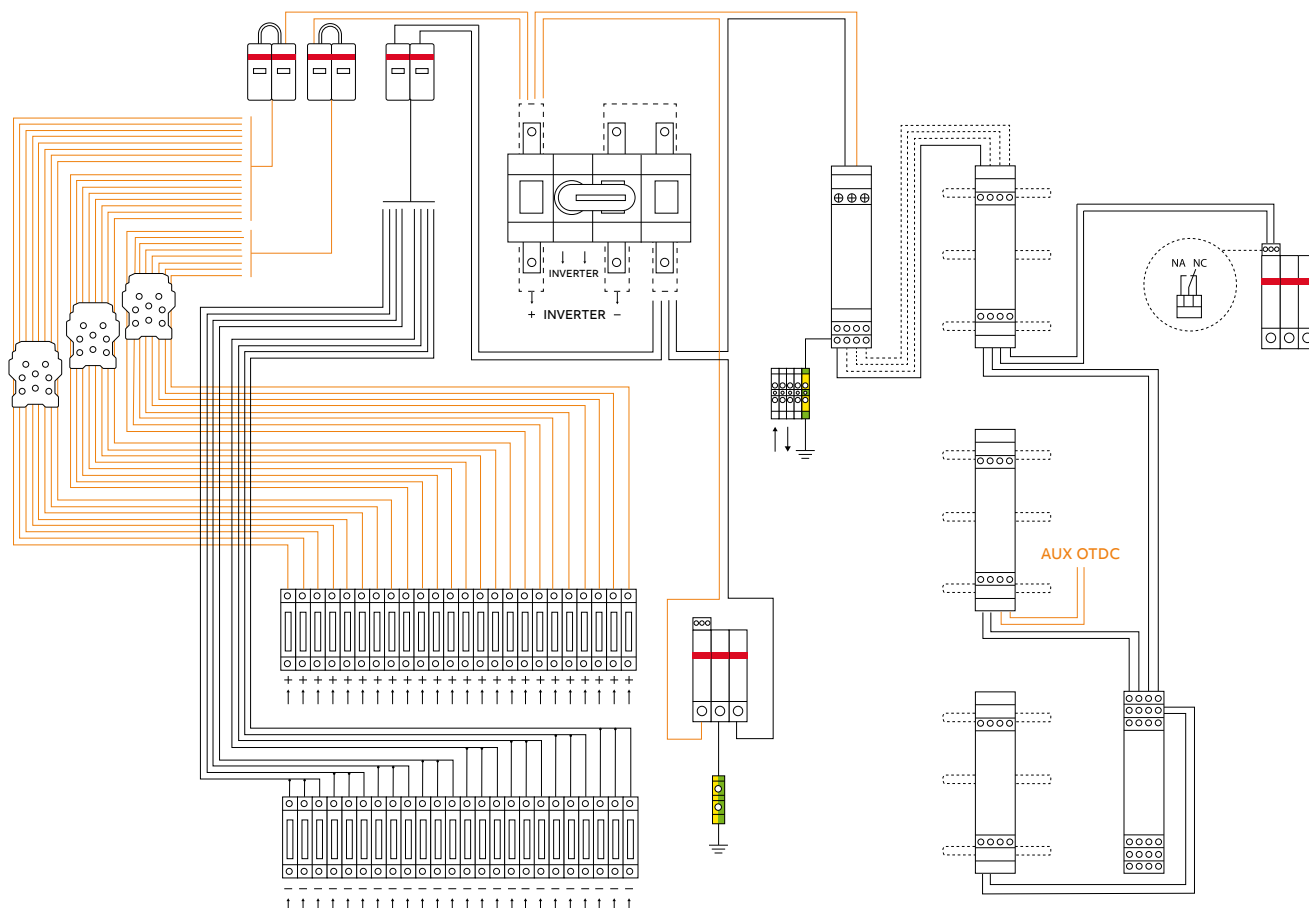 INVERTER
+ INVERTER –
NA NC
AUX OTDC
+ + + + + + + + + + + + + + + + + + + + + + + +
– – – – – – – – – – – – – – – – – – – – – – – –